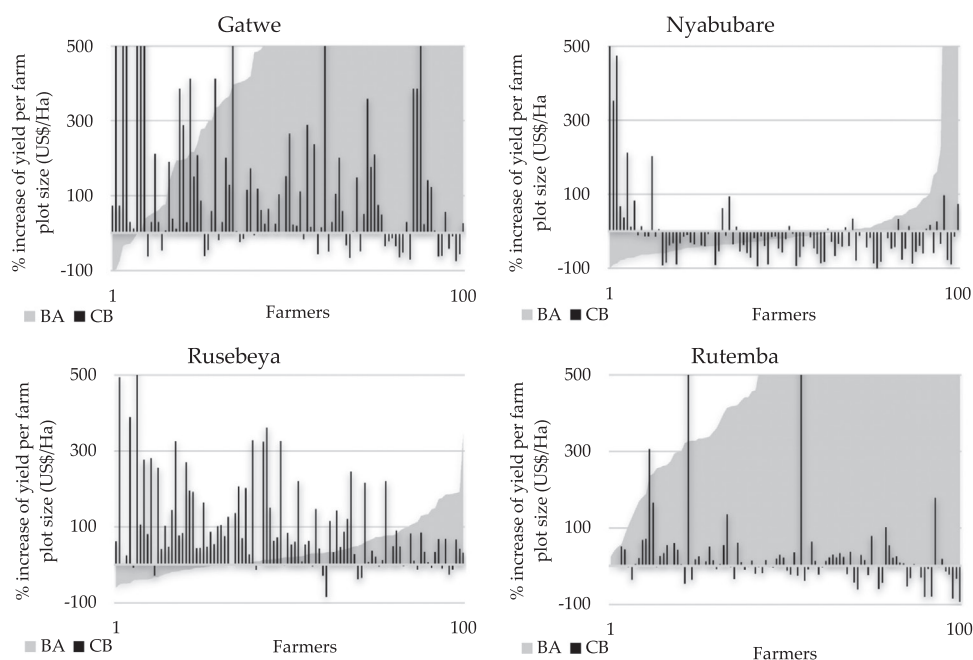 Gatwe
% increase of yield per farm
plot size (US$/Ha)
500
300
100
-100
1
100
Farmers
BA CB
Nyabubare
% increase of yield per farm
plot size (US$/Ha
500
300
100
-100
1
100
Farmers
BA CB
Rusebeya
% increase of yield per farm
plot size (US$/Ha)
500
300
100
-100
1
100
Farmers
BA CB
Rutemba
% increase of yield per farm
plot size (US$/Ha)
500
300
100
-100
1
100
Farmers
BA CB